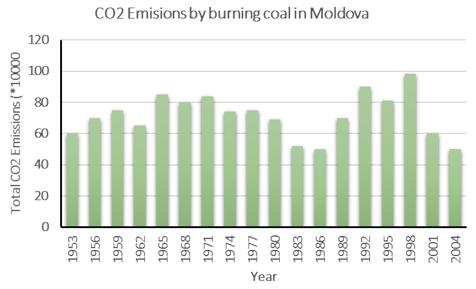 CO2 Emisions by burning coal in Moldova
Total CO2 Emissions (*10000
120
100
80
60
40
20
0
1953 1956 1959 1962 1965 1968 1971 1974 1977 1980 1983 1986 1989 1992 1995 1998 2001 2004
Year